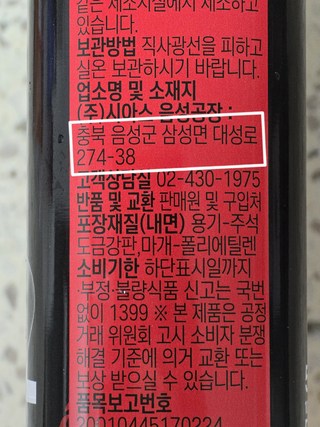 같은 제조시설에서 제조하고
있습니다.
보관방법 직사광선을 피하고
실온 보관하시기 바랍니다.
업소명 및 소재지
(주)시아스 음성공장 :
충북 음성군 삼성면 대성로
274-38
고객상담실 02-430-1975
반품 및 교환 판매원 및 구입처
포장재질(내면) 용기-주석
도금강판,마개-폴리에틸렌
소비기한 하단표시일까지
·부정·불량식품 신고는 국번
없이 1399 ※ 본 제품은 공정
거래 위원회 고시 소비자 분쟁
해결 기준에 의거 교환 또는
보상 받으실 수 있습니다.
품목보고번호
20010445170224